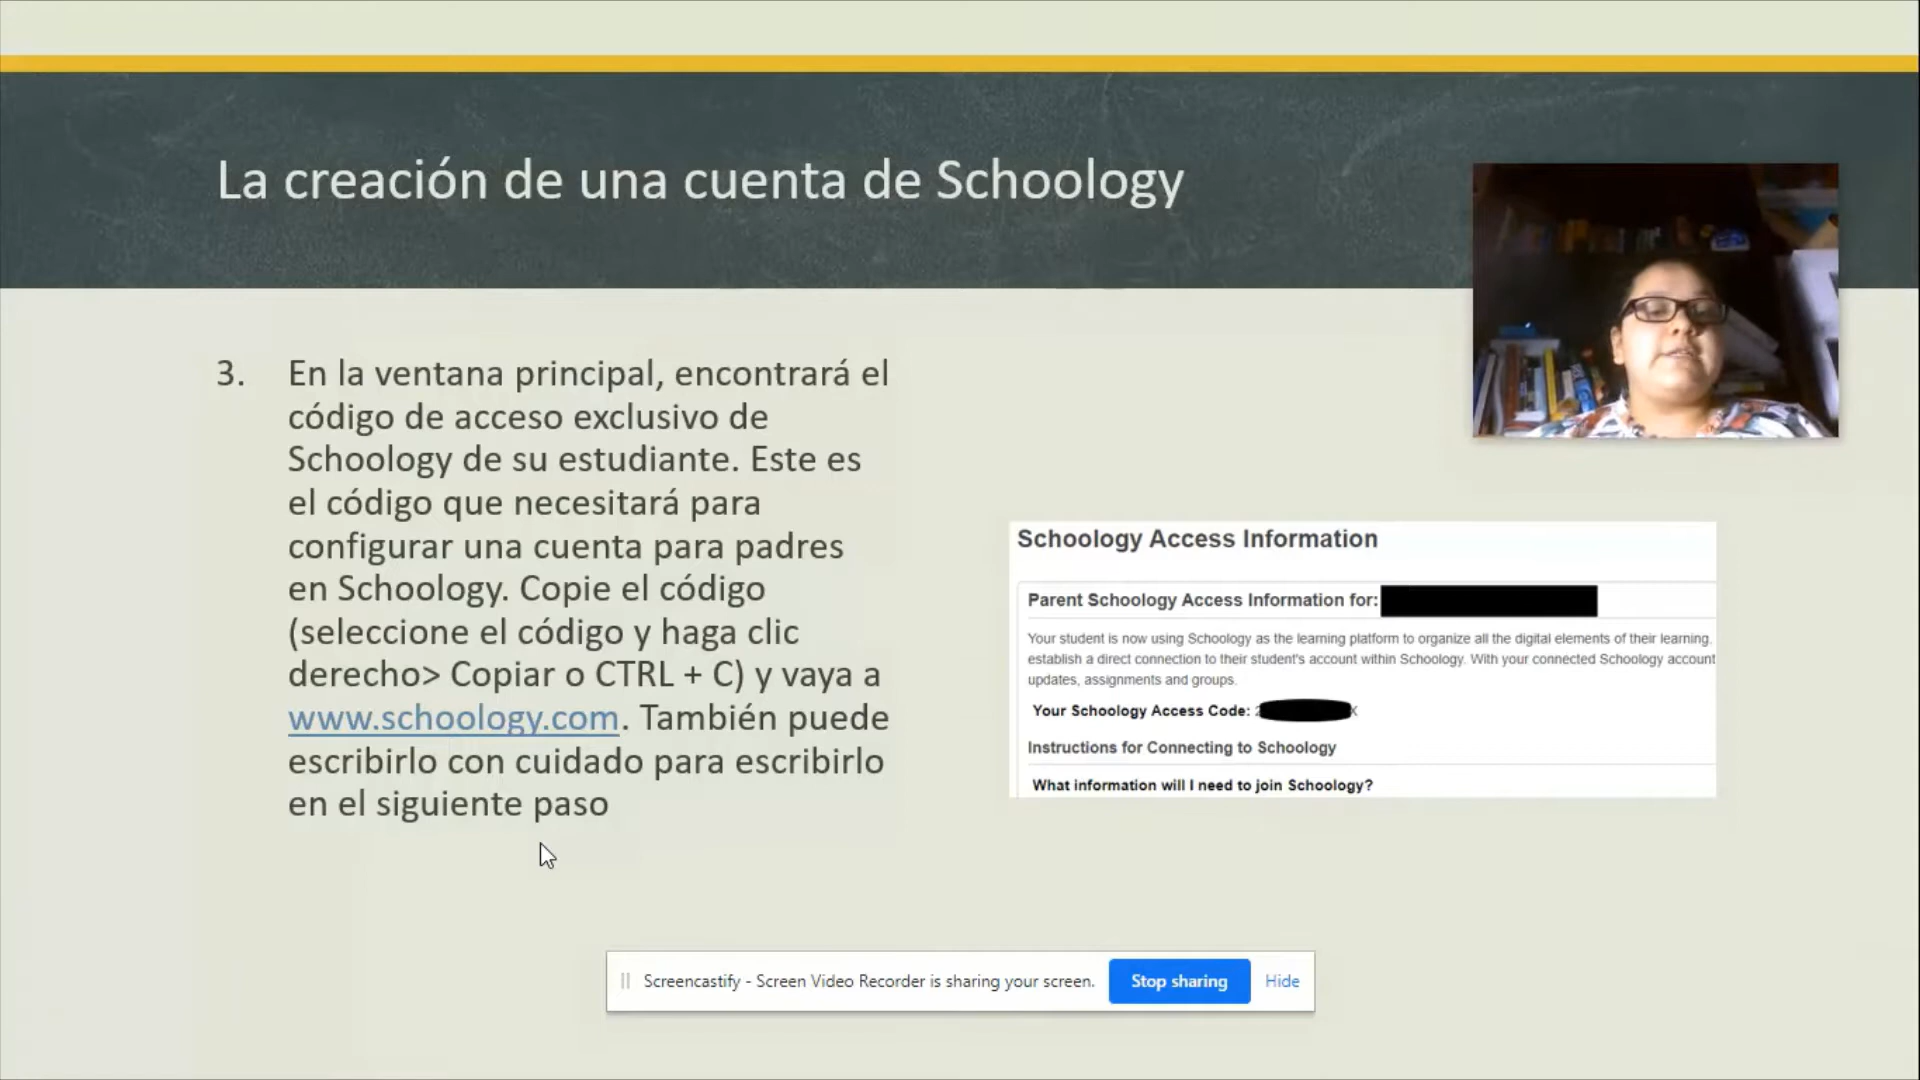 La creación de una cuenta de Schoology
3. En la ventana principal, encontrará el
código de acceso exclusivo de
Schoology de su estudiante. Este es
el código que necesitará para
configurar una cuenta para padres
en Schoology. Copie el código
(seleccione el código y haga clic
derecho> Copiar o CTRL + C) y vaya a
www.schoology.com. También puede
escribirlo con cuidado para escribirlo
en el siguiente paso
Schoology Access Information
Parent Schoology Access Information for:
Your student is now using Schoology as the learning platform to organize all the digital elements of their learning.
establish a direct connection to their student's account within Schoology. With your connected Schoology account
updates, assignments and groups.
Your Schoology Access Code:
Instructions for Connecting to Schoology
What information will I need to join Schoology?
Screencastify - Screen Video Recorder is sharing your screen. Stop sharing Hide